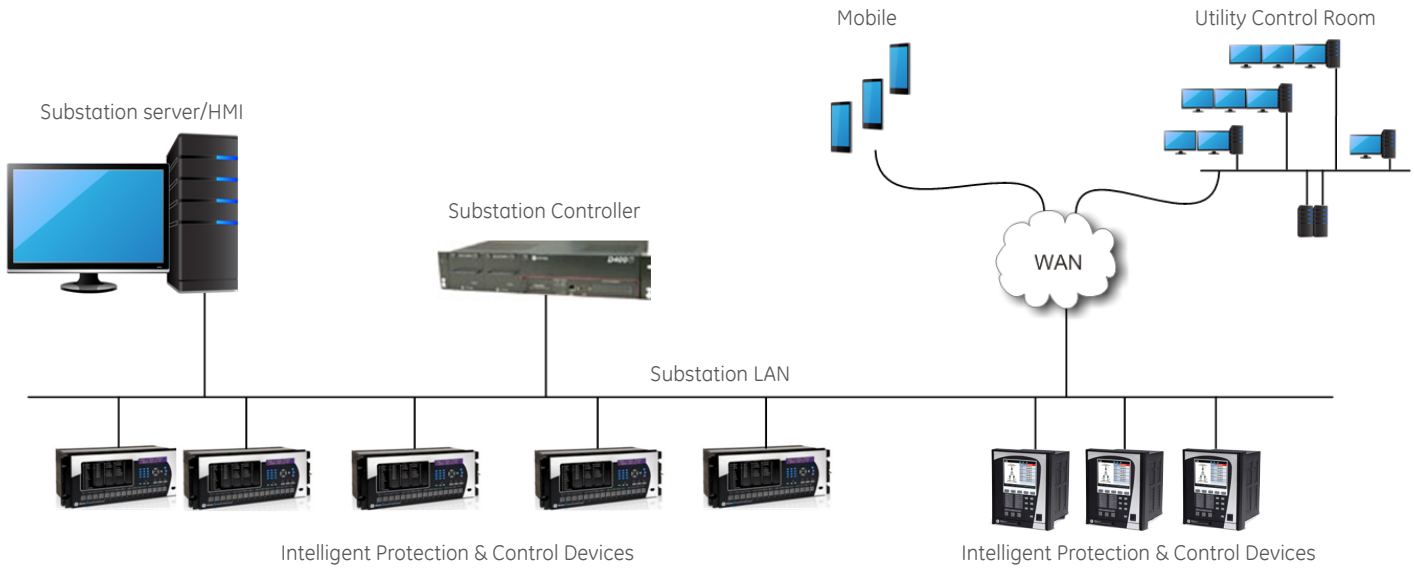 Mobile
Utility Control Room
Substation server/HMI
Substation Controller
D400
WAN
Substation LAN
Intelligent Protection & Control Devices
Intelligent Protection & Control Devices